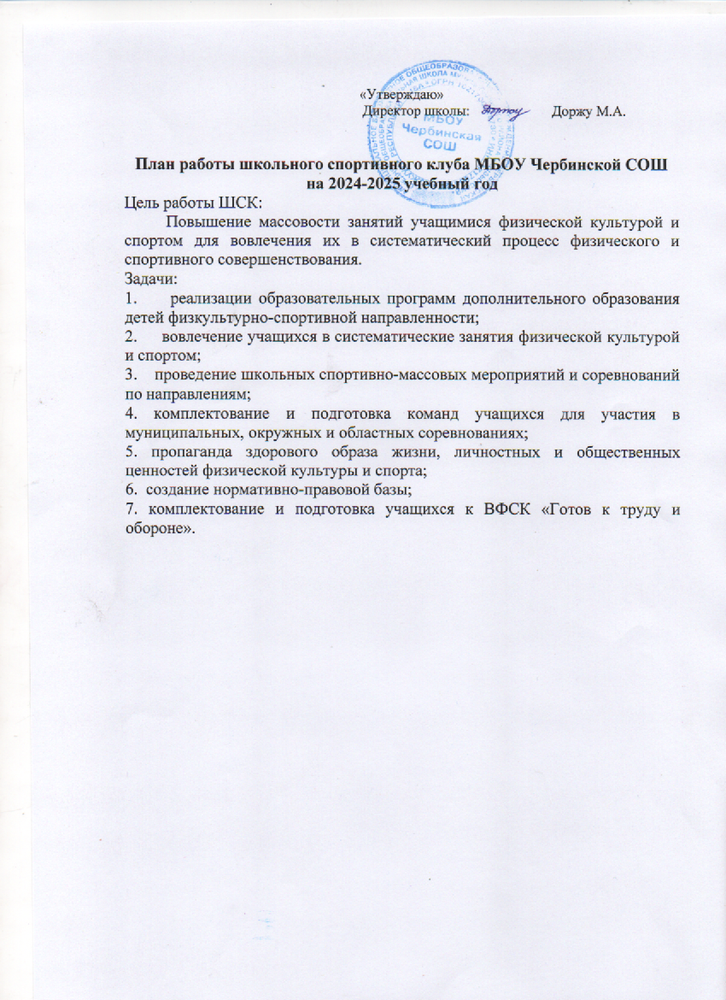 «Утверждаю»
Директор школы: Доржу М.А.
МБОУ
Чербинская
СОШ
План работы школьного спортивного клуба МБОУ Чербинской СОШ
на 2024-2025 учебный год
Цель работы ШСК:
Повышение массовости занятий учащимися физической культурой и
спортом для вовлечения их в систематический процесс физического и
спортивного совершенствования.
Задачи:
1. реализации образовательных программ дополнительного образования
детей физкультурно-спортивной направленности;
2. вовлечение учащихся в систематические занятия физической культурой
и спортом;
3. проведение школьных спортивно-массовых мероприятий и соревнований
по направлениям;
4. комплектование и подготовка команд учащихся для участия в
муниципальных, окружных и областных соревнованиях;
5. пропаганда здорового образа жизни, личностных и общественных
ценностей физической культуры и спорта;
6. создание нормативно-правовой базы;
7. комплектование и подготовка учащихся к ВФСК «Готов к труду и
обороне».